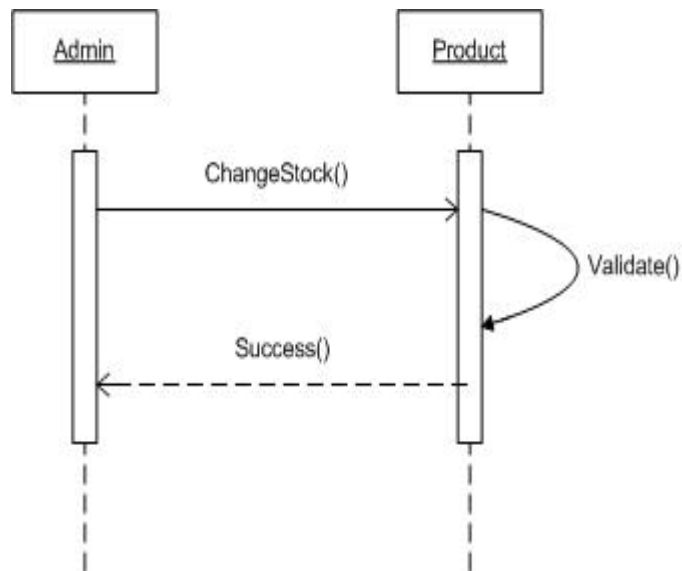 Admin
Product
ChangeStock()
Validate()
Success()